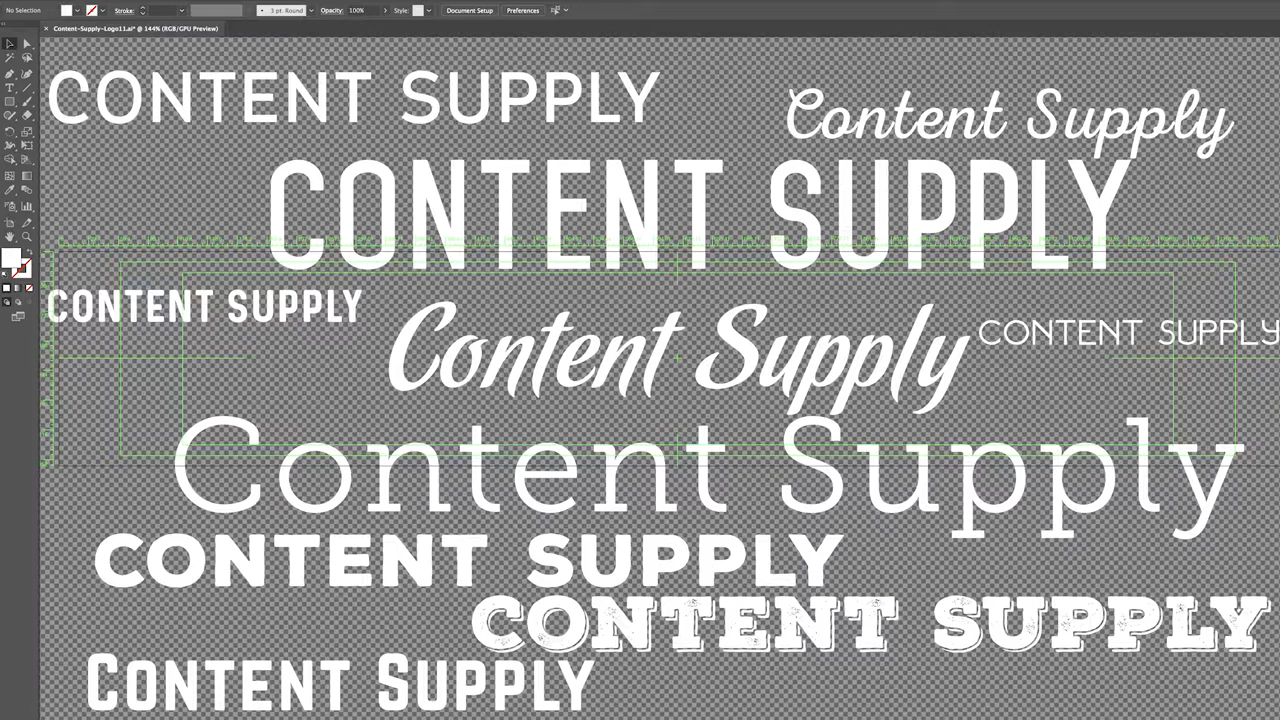 No Selection
Stroke:
3 pt. Round
Opacity: 100%
Style:
Document Setup
Preferences
Content-Supply-Logo11.ai* @ 144% (RGB/GPU Preview)
CONTENT SUPPLY
Content Supply
CONTENT SUPPLY
CONTENT SUPPLY
Content Supply
CONTENT SUPPLY
Content Supply
CONTENT SUPPLY
CONTENT SUPPLY
CONTENT SUPPLY